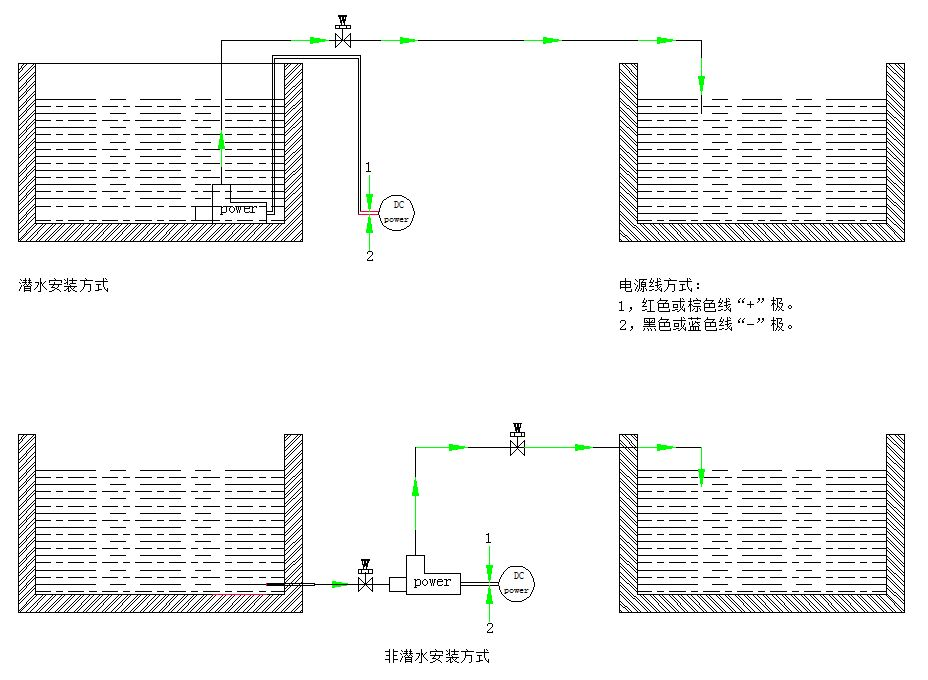 W
1
DC
power
power
2
潜水安装方式
电源线方式：
1，红色或棕色线“+”极。
2，黑色或蓝色线“-”极。
W
1
W
DC
power
power
2
非潜水安装方式